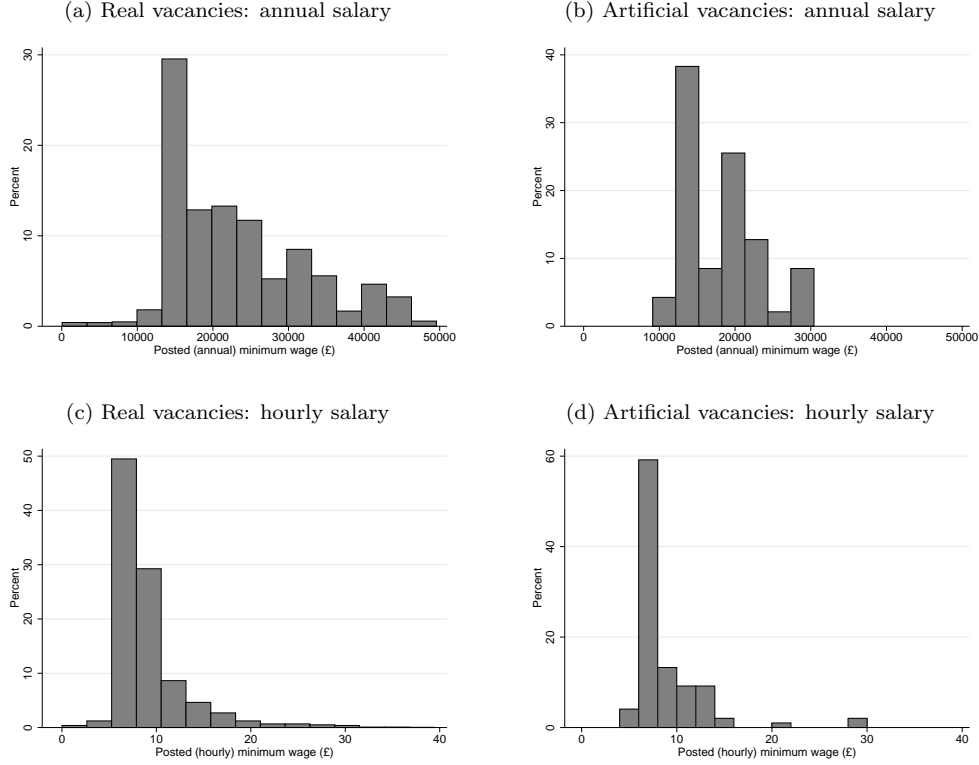 (a) Real vacancies: annual salary
30
20
10
0
Percent
0 10000 20000 30000 40000 50000
Posted (annual) minimum wage (£)
(b) Artificial vacancies: annual salary
40
30
20
10
0
Percent
0 10000 20000 30000 40000 50000
Posted (annual) minimum wage (£)
(c) Real vacancies: hourly salary
50
40
30
20
10
0
Percent
0 10 20 30 40
Posted (hourly) minimum wage (£)
(d) Artificial vacancies: hourly salary
60
40
20
0
Percent
0 10 20 30 40
Posted (hourly) minimum wage (£)